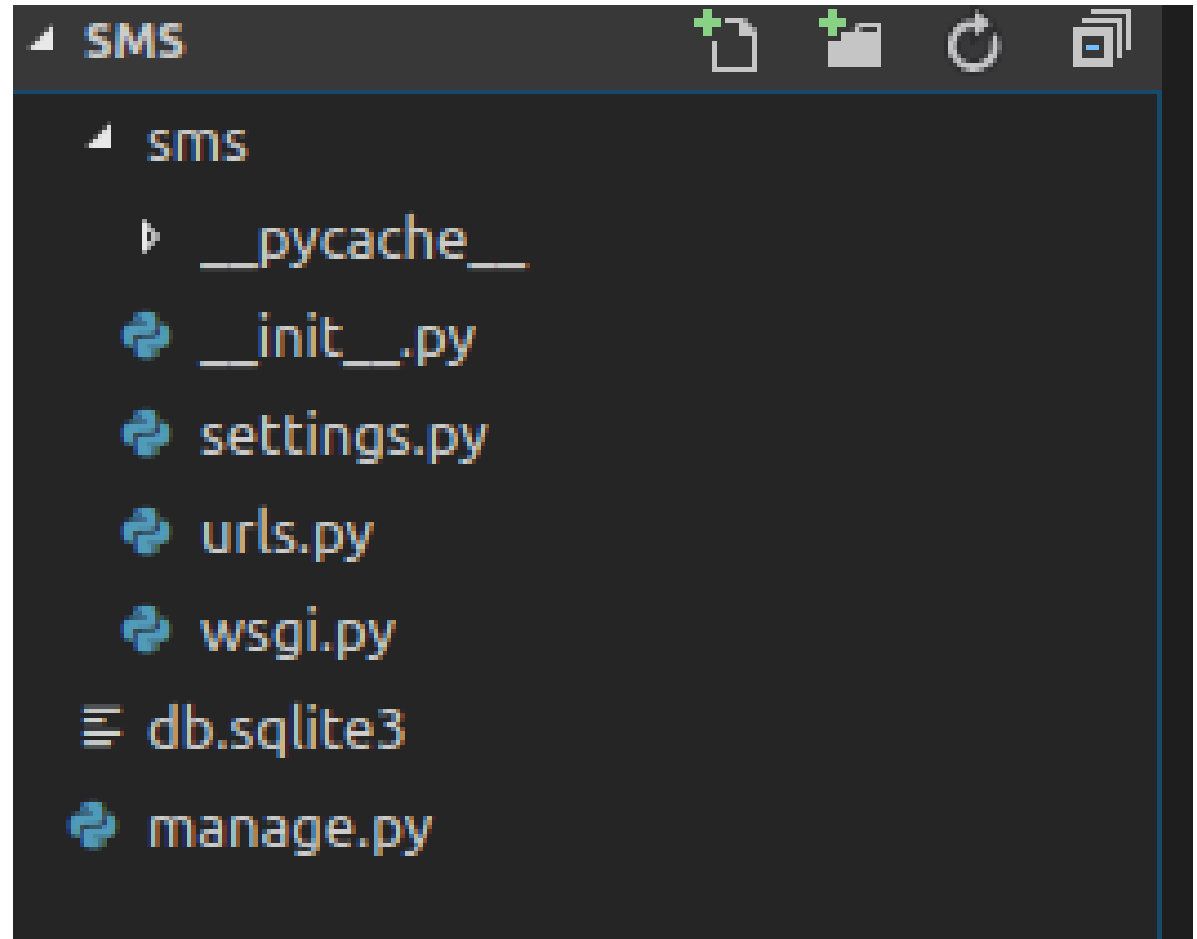 SMS
sms
__pycache__
__init__.py
settings.py
urls.py
wsgi.py
db.sqlite3
manage.py